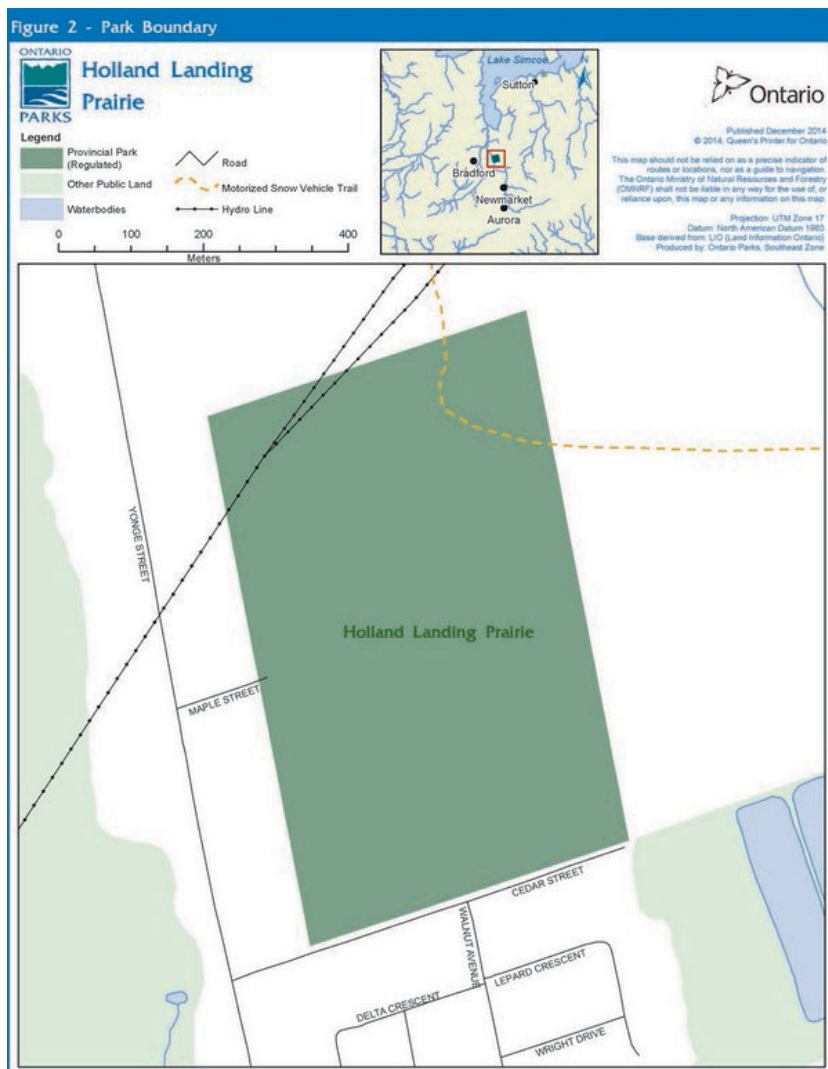 Figure 2 - Park Boundary
ONTARIO
PARKS
Holland Landing
Prairie
Legend
Provincial Park
(Regulated)
Other Public Land
Waterbodies
Road
Motorized Snow Vehicle Trail
Hydro Line
0 200 400
Meters
Lake Simcoe
N
Sutton
Bradford
Newmarket
Aurora
Ontario
Published December 2014
© 2014, Queen's Printer for Ontario
This map should not be relied on as a precise indicator of
routes or locations, nor as a guide to navigation.
The Ontario Ministry of Natural Resources and Forestry
(OMNRF) shall not be liable in any way for the use of, or
reliance upon, this map or any information on this map.
Projection: UTM Zone 17
Datum: North American Datum 1983
Base derived from: LIO (Land Information Ontario)
Produced by: Ontario Parks, Southeast Zone
YONGE STREET
Holland Landing Prairie
MAPLE STREET
CEDAR STREET
WALNUT AVENUE
LEPARD CRESCENT
DELTA CRESCENT
WRIGHT DRIVE